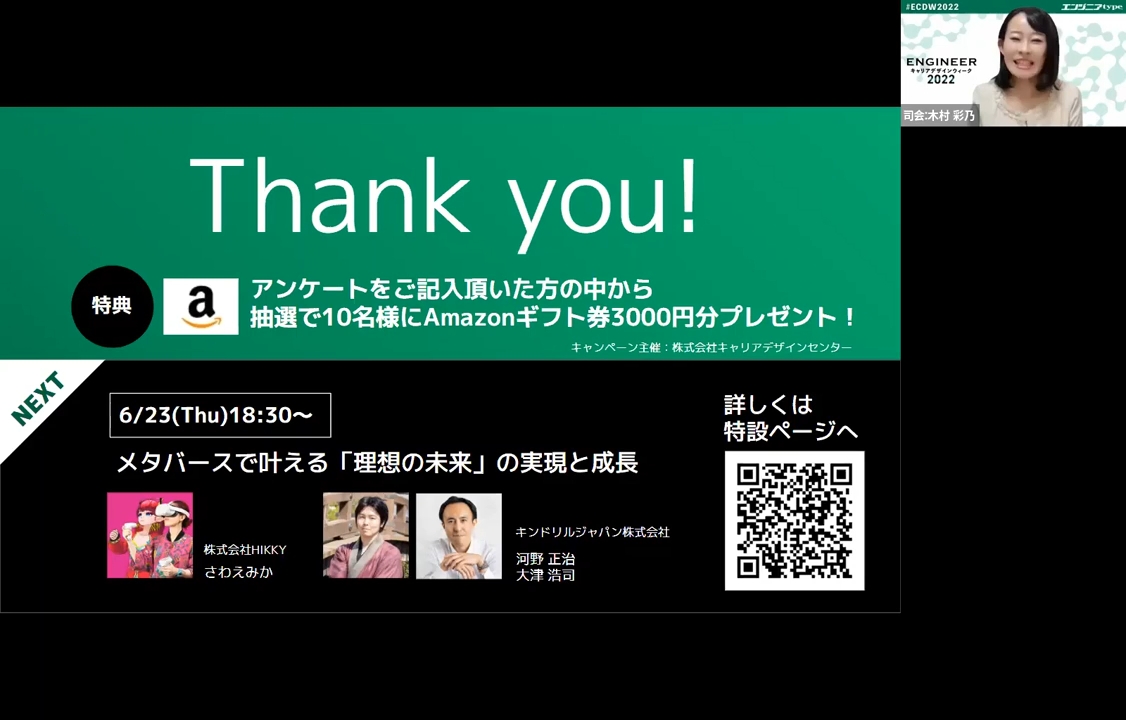 #ECDW2022
エンジニアtype
ENGINEER
キャリアデザインウィーク
2022
司会:木村 彩乃
Thank you!
特典
a
アンケートをご記入頂いた方の中から
抽選で10名様にAmazonギフト券3000円分プレゼント！
キャンペーン主催：株式会社キャリアデザインセンター
NEXT
6/23(Thu)18:30〜
メタバースで叶える「理想の未来」の実現と成長
株式会社HIKKY
さわえみか
キンドリルジャパン株式会社
河野 正治
大津 浩司
詳しくは
特設ページへ